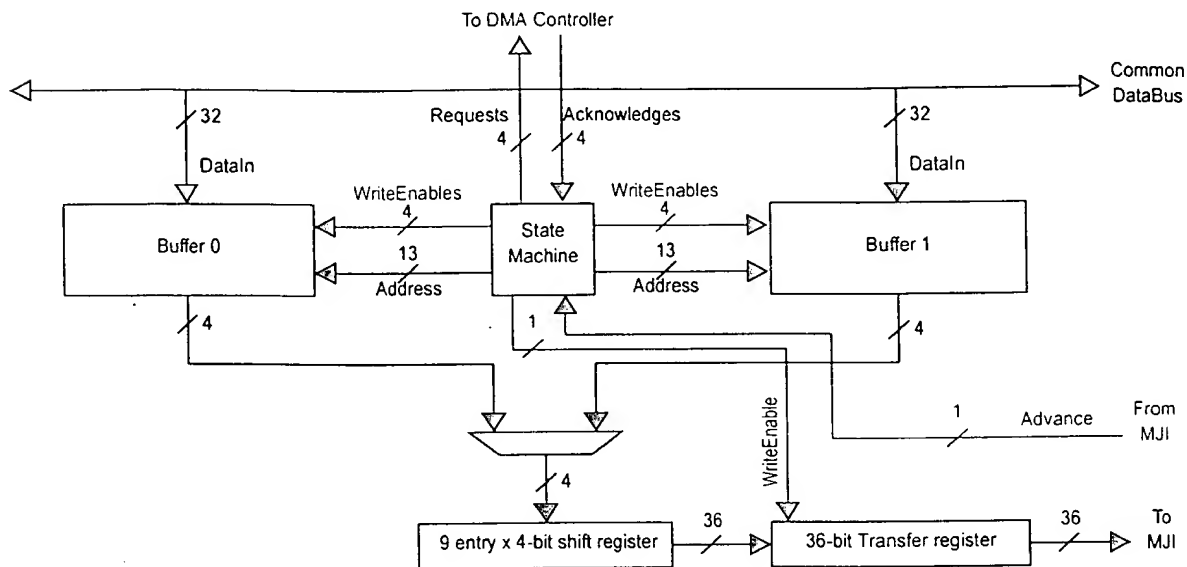 To DMA Controller
Common
DataBus
32
Requests
4
Acknowledges
4
32
DataIn
DataIn
WriteEnables
4
WriteEnables
4
Buffer 0
State
Machine
Buffer 1
13
Address
13
Address
4
1
4
WriteEnable
1
Advance
From
MJI
4
9 entry x 4-bit shift register
36
36-bit Transfer register
36
To
MJI